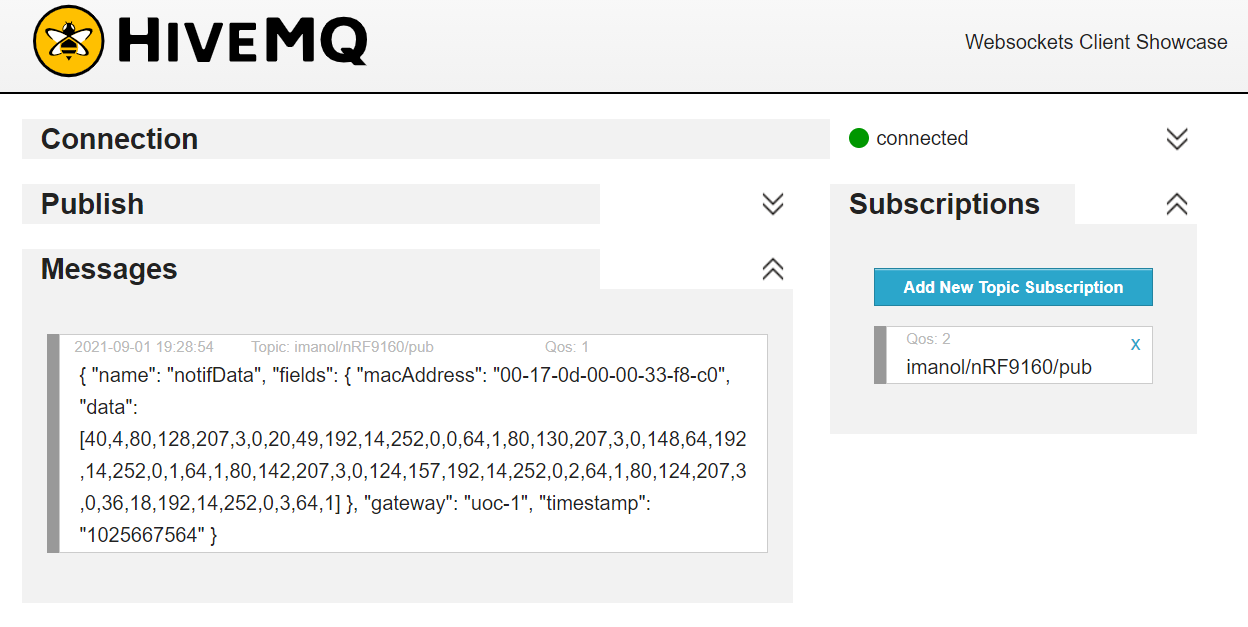 HIVEMQ
Websockets Client Showcase
Connection
connected
Publish
Subscriptions
Messages
Add New Topic Subscription
2021-09-01 19:28:54 Topic: imanol/nRF9160/pub Qos: 1
{ "name": "notifData", "fields": { "macAddress": "00-17-0d-00-00-33-f8-c0",
"data":
[40,4,80,128,207,3,0,20,49,192,14,252,0,0,64,1,80,130,207,3,0,148,64,192
,14,252,0,1,64,1,80,142,207,3,0,124,157,192,14,252,0,2,64,1,80,124,207,3
,0,36,18,192,14,252,0,3,64,1] }, "gateway": "uoc-1", "timestamp":
"1025667564" }
Qos: 2
x
imanol/nRF9160/pub